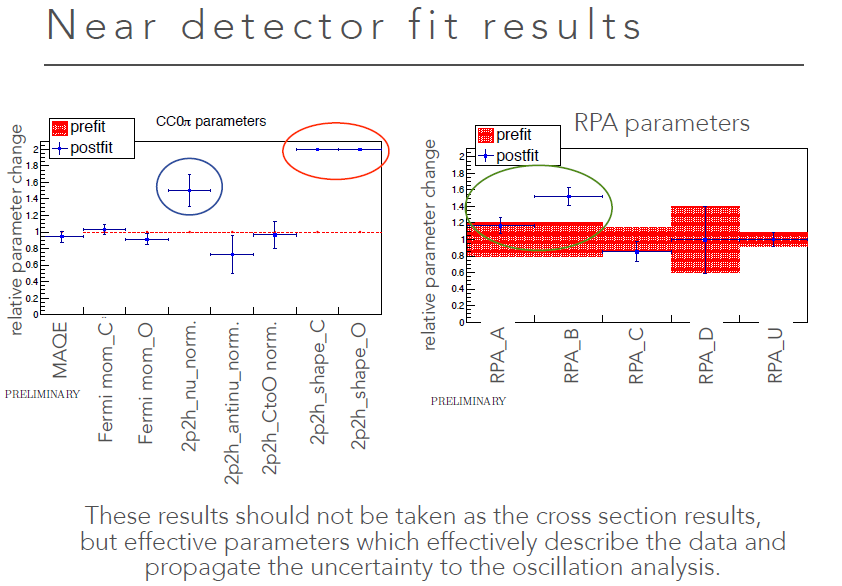 Near detector fit results
prefit
postfit
CC0π parameters
relative parameter change
2
1.8
1.6
1.4
1.2
1
0.8
0.6
0.4
0.2
0
MAQE
Fermi mom_C
Fermi mom_O
2p2h_nu_norm.
2p2h_antinu_norm.
2p2h_CtoO norm.
2p2h_shape_C
2p2h_shape_O
PRELIMINARY
RPA parameters
prefit
postfit
relative parameter change
2
1.8
1.6
1.4
1.2
1
0.8
0.6
0.4
0.2
0
RPA_A
RPA_B
RPA_C
RPA_D
RPA_U
PRELIMINARY
These results should not be taken as the cross section results,
but effective parameters which effectively describe the data and
propagate the uncertainty to the oscillation analysis.